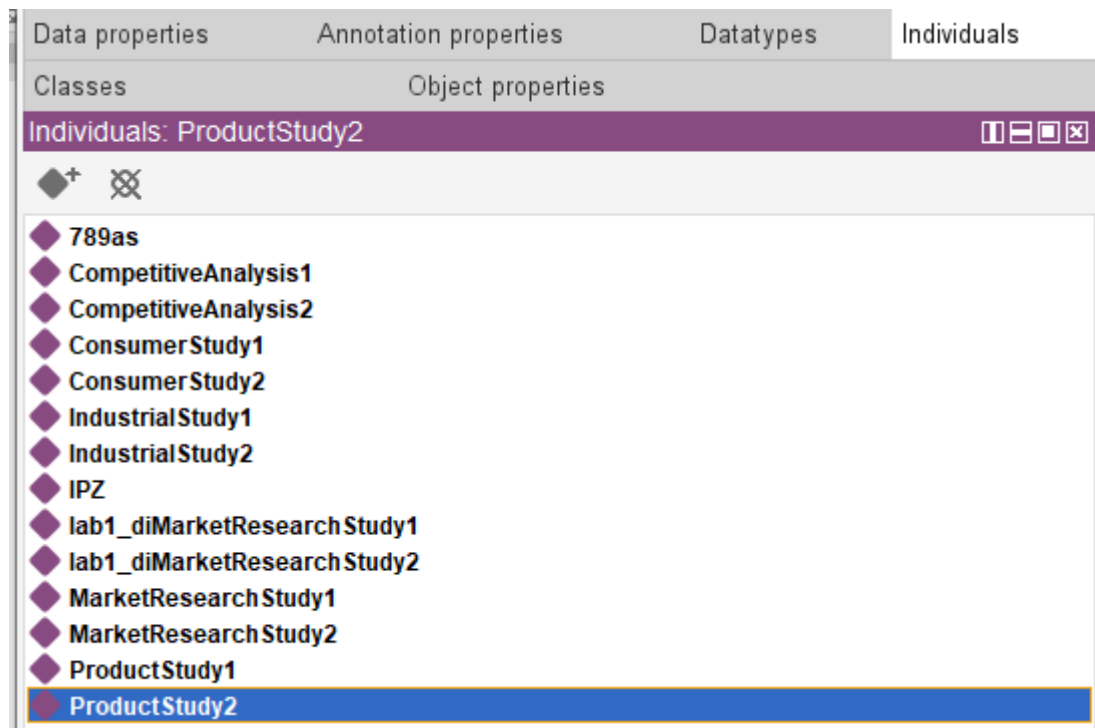 Data properties Annotation properties Datatypes Individuals
Classes Object properties
Individuals: ProductStudy2
789as
CompetitiveAnalysis1
CompetitiveAnalysis2
ConsumerStudy1
ConsumerStudy2
IndustrialStudy1
IndustrialStudy2
IPZ
lab1_diMarketResearchStudy1
lab1_diMarketResearchStudy2
MarketResearchStudy1
MarketResearchStudy2
ProductStudy1
ProductStudy2